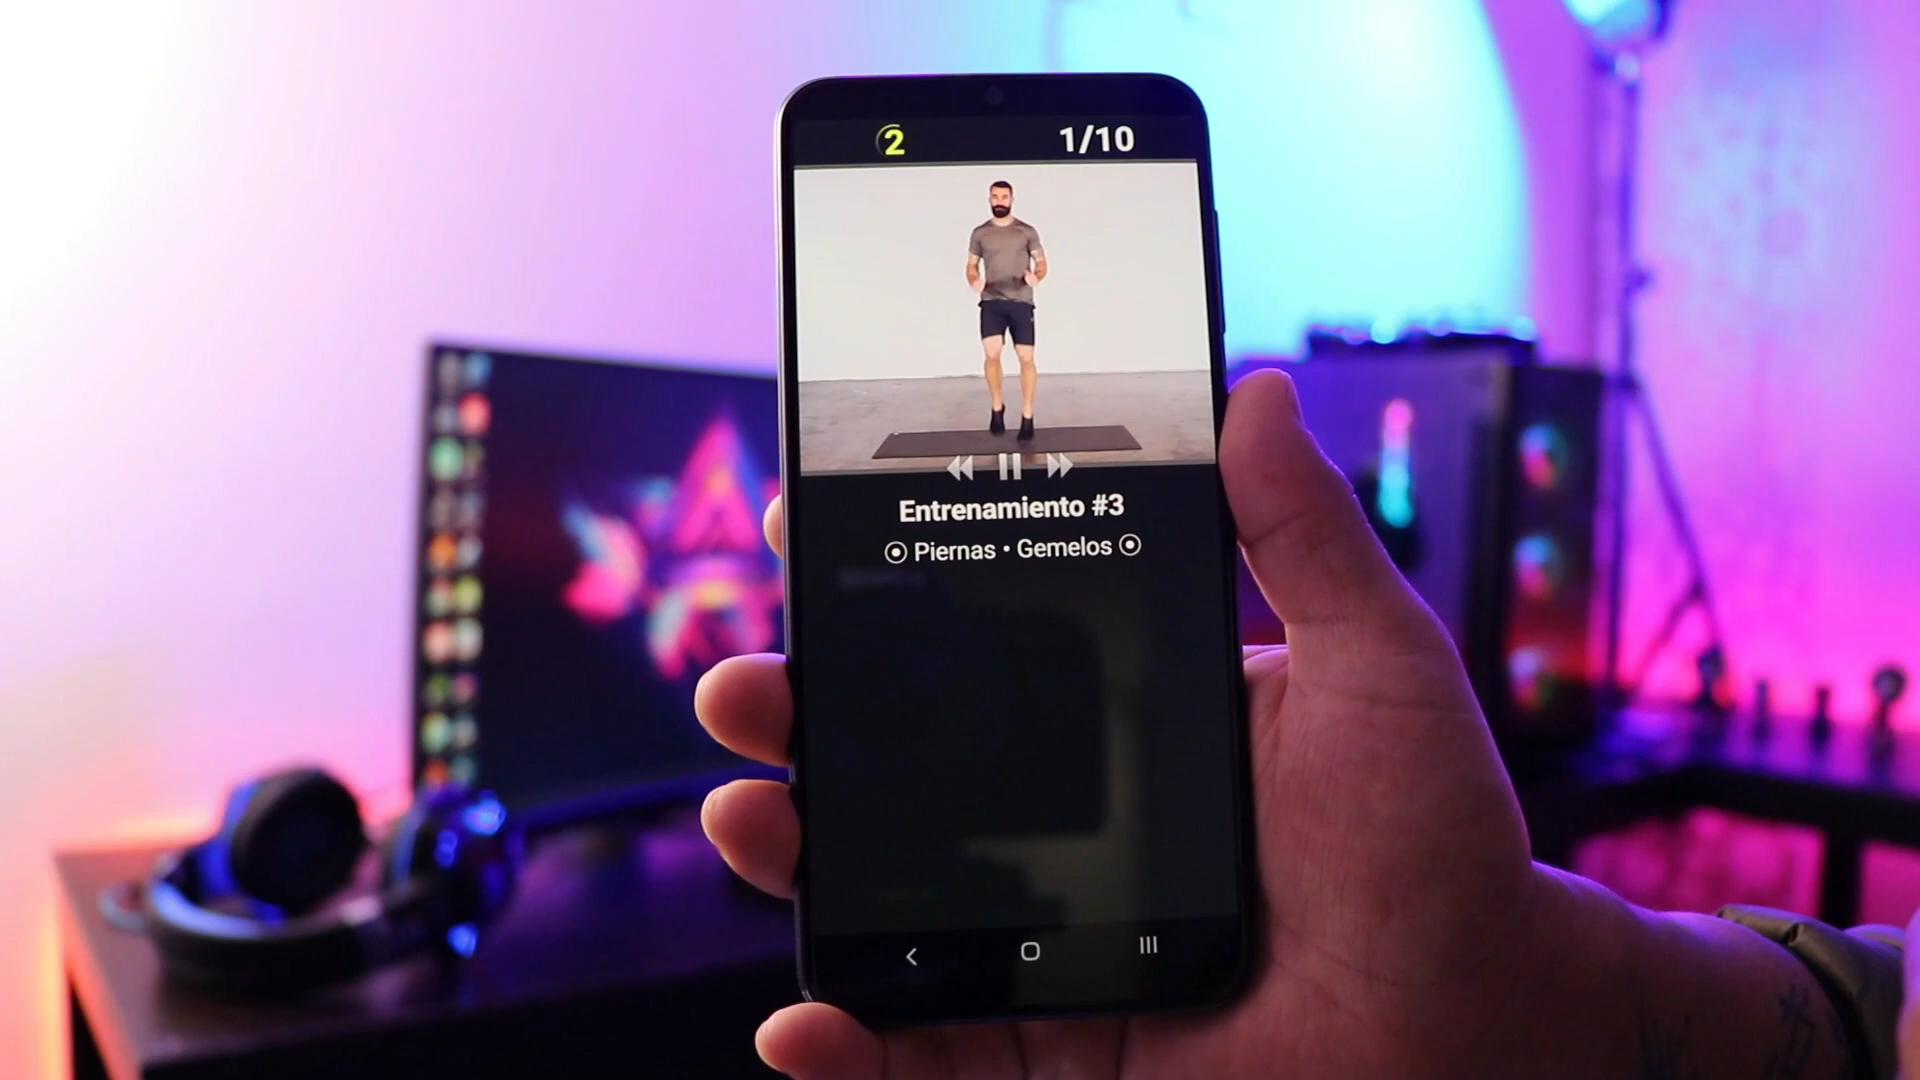 2
1/10
Entrenamiento #3
Piernas • Gemelos